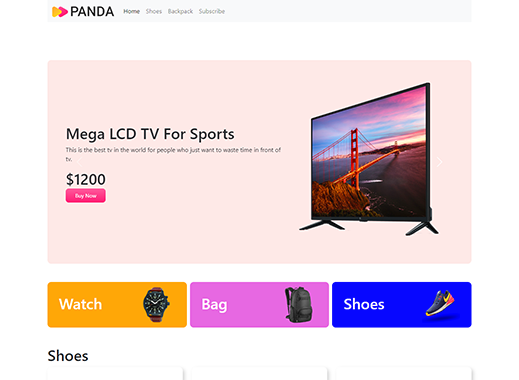 PANDA Home Shoes Backpack Subscribe
Mega LCD TV For Sports
This is the best tv in the world for people who just want to waste time in front of
tv.
$1200
Buy Now
Watch
Bag
Shoes
Shoes